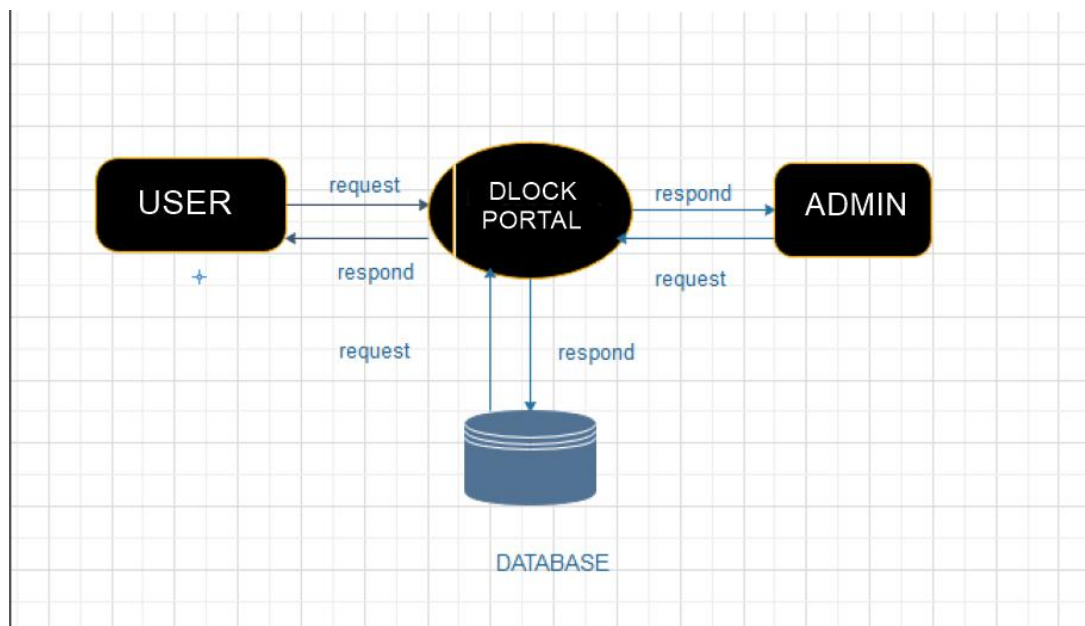 USER
request
respond
DLOCK
PORTAL
respond
request
ADMIN
request
respond
DATABASE